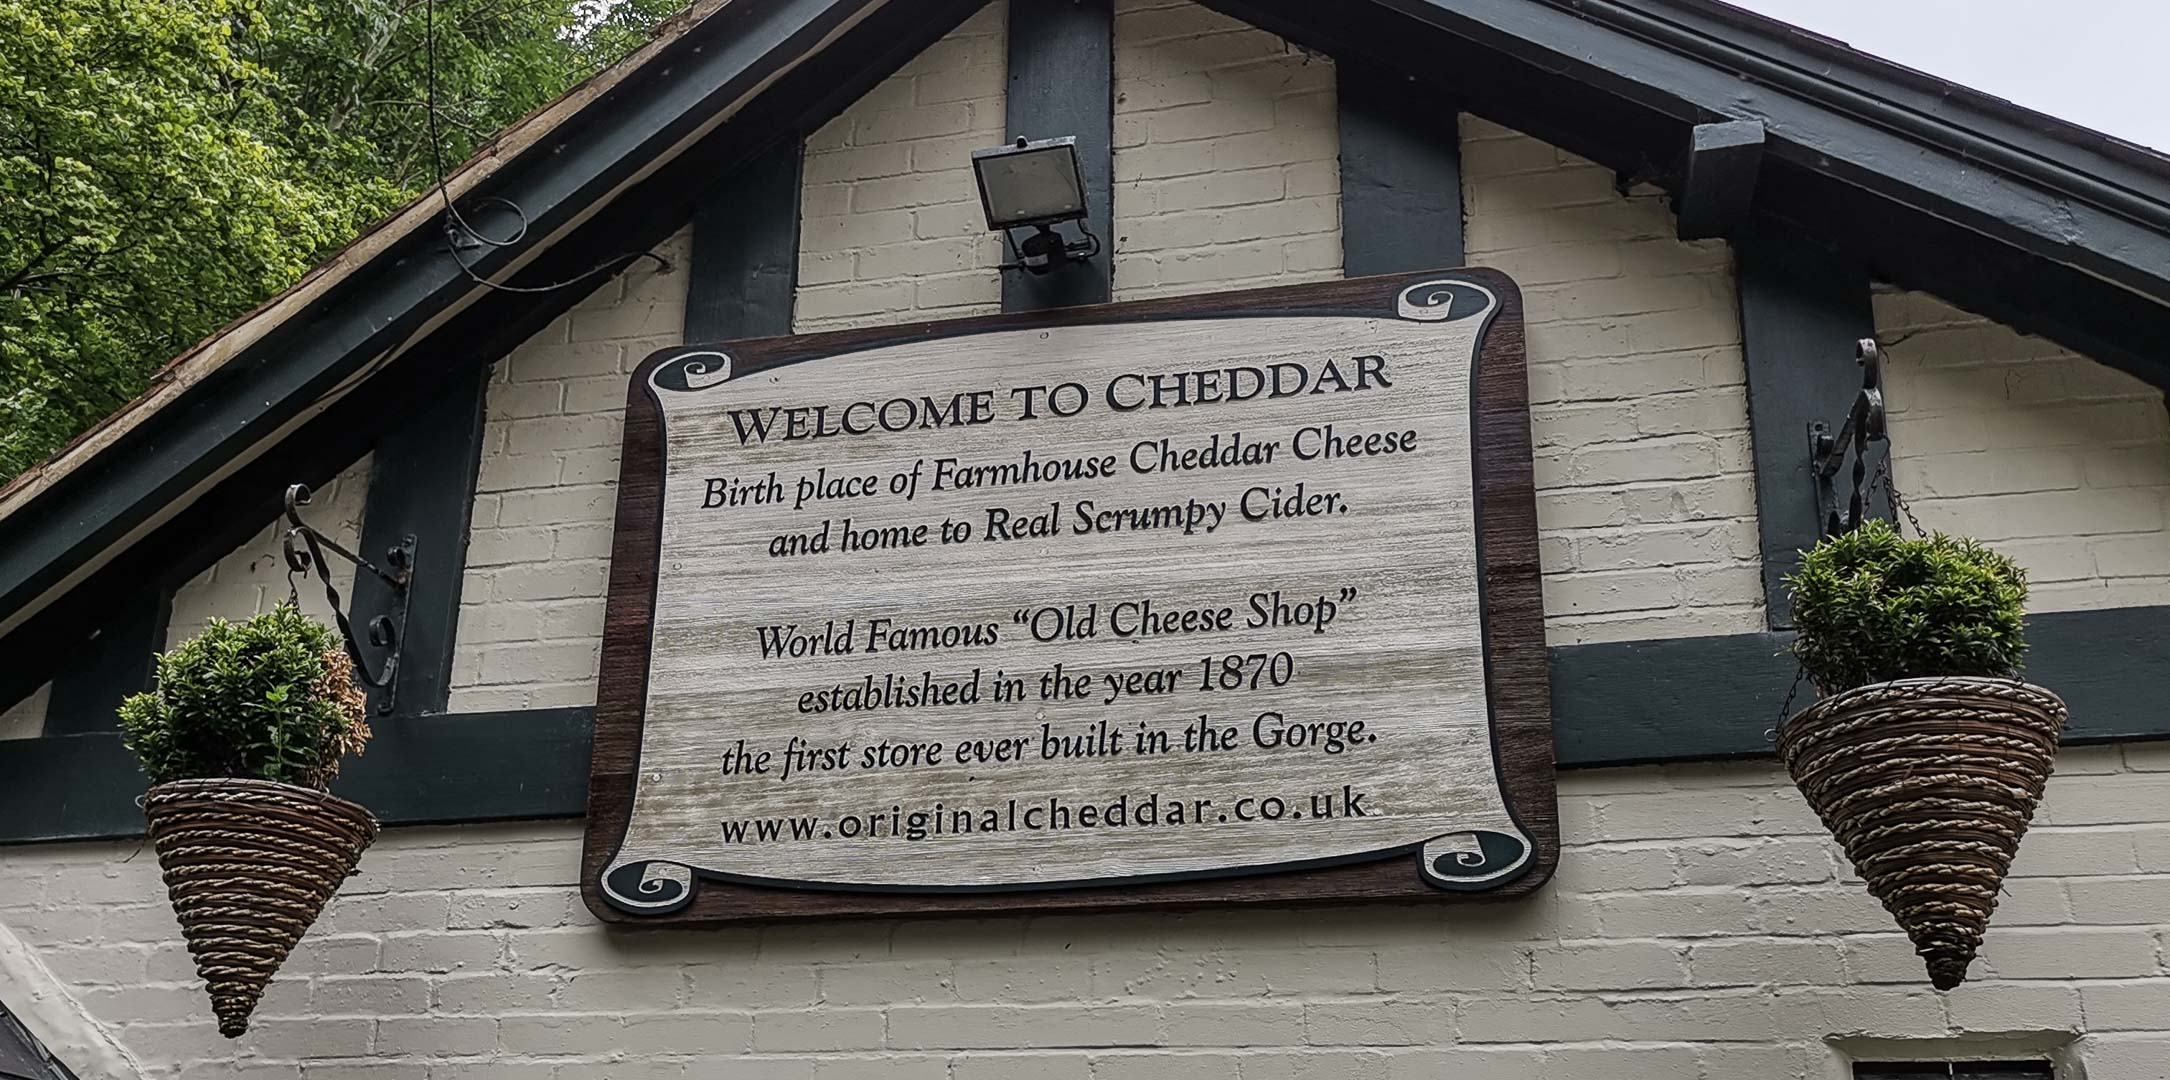 WELCOME TO CHEDDAR
Birth place of Farmhouse Cheddar Cheese
and home to Real Scrumpy Cider.
World Famous “Old Cheese Shop”
established in the year 1870
the first store ever built in the Gorge.
www.originalcheddar.co.uk